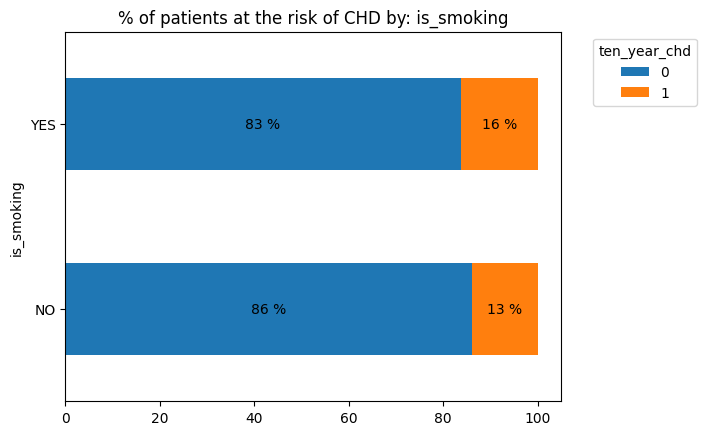 % of patients at the risk of CHD by: is_smoking
ten_year_chd
0
1
YES
83 %
16 %
is_smoking
NO
86 %
13 %
0
20
40
60
80
100